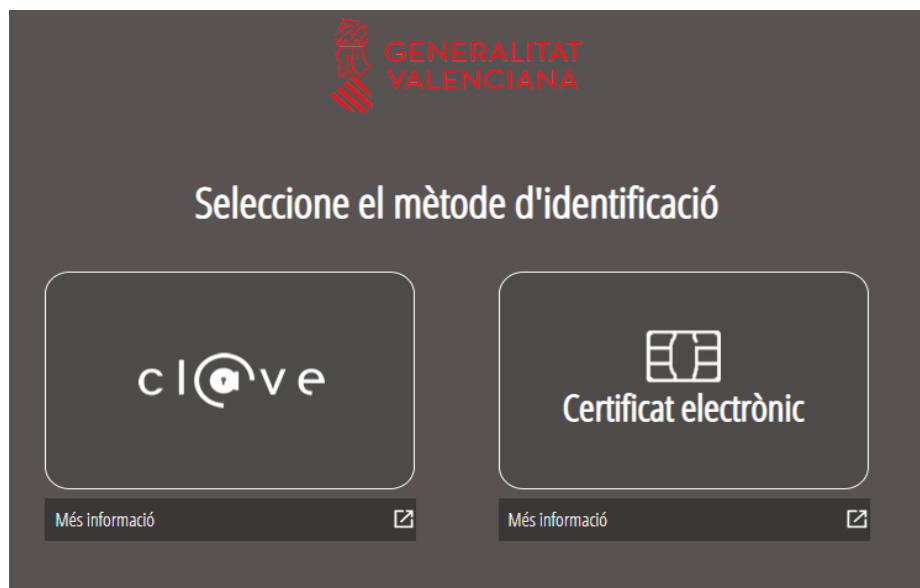 GENERALITAT
VALENCIANA
Seleccione el mètode d'identificació
cl@ve
Certificat electrònic
Més informació
Més informació